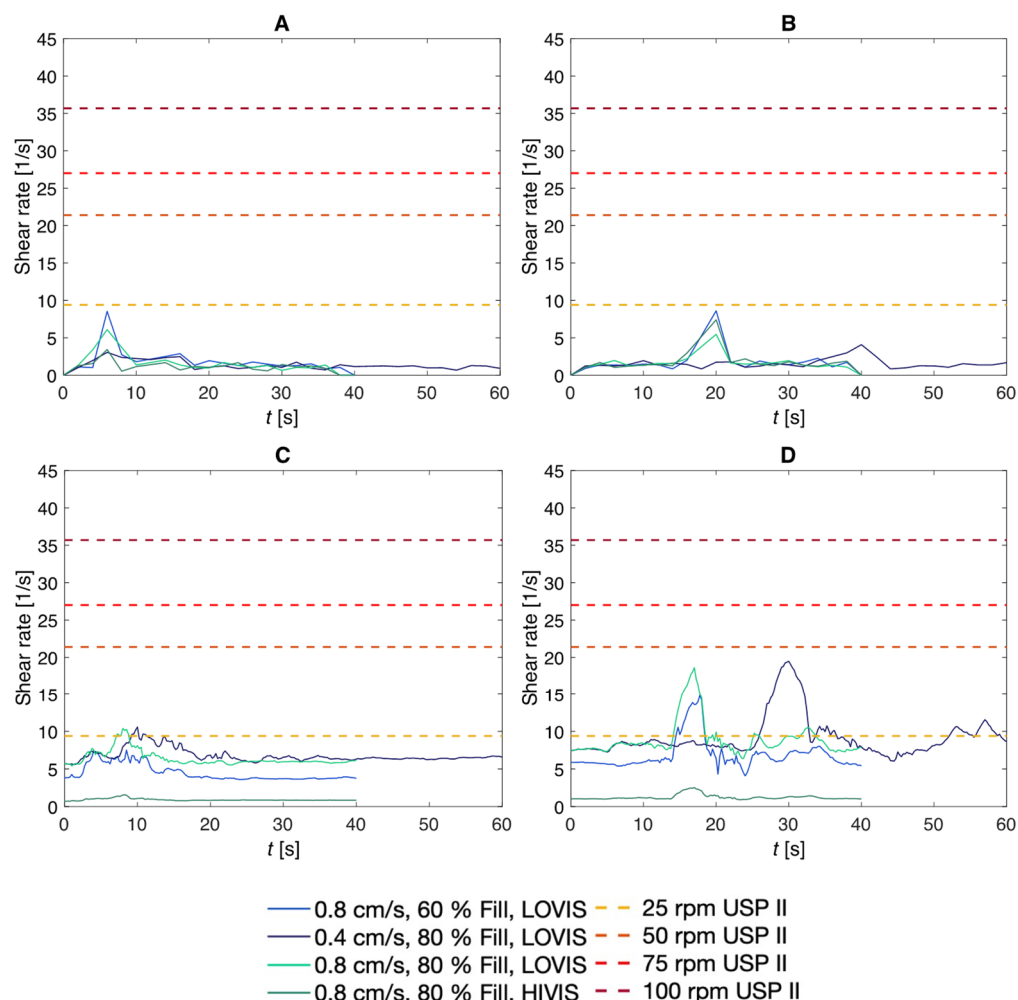 A
B
45
40
35
30
25
20
15
10
5
0
Shear rate [1/s]
0 10 20 30 40 50 60
t [s]
45
40
35
30
25
20
15
10
5
0
Shear rate [1/s]
0 10 20 30 40 50 60
t [s]
C
D
45
40
35
30
25
20
15
10
5
0
Shear rate [1/s]
0 10 20 30 40 50 60
t [s]
45
40
35
30
25
20
15
10
5
0
Shear rate [1/s]
0 10 20 30 40 50 60
t [s]
0.8 cm/s, 60 % Fill, LOVIS
0.4 cm/s, 80 % Fill, LOVIS
0.8 cm/s, 80 % Fill, LOVIS
0.8 cm/s, 80 % Fill, HIVIS
25 rpm USP II
50 rpm USP II
75 rpm USP II
100 rpm USP II